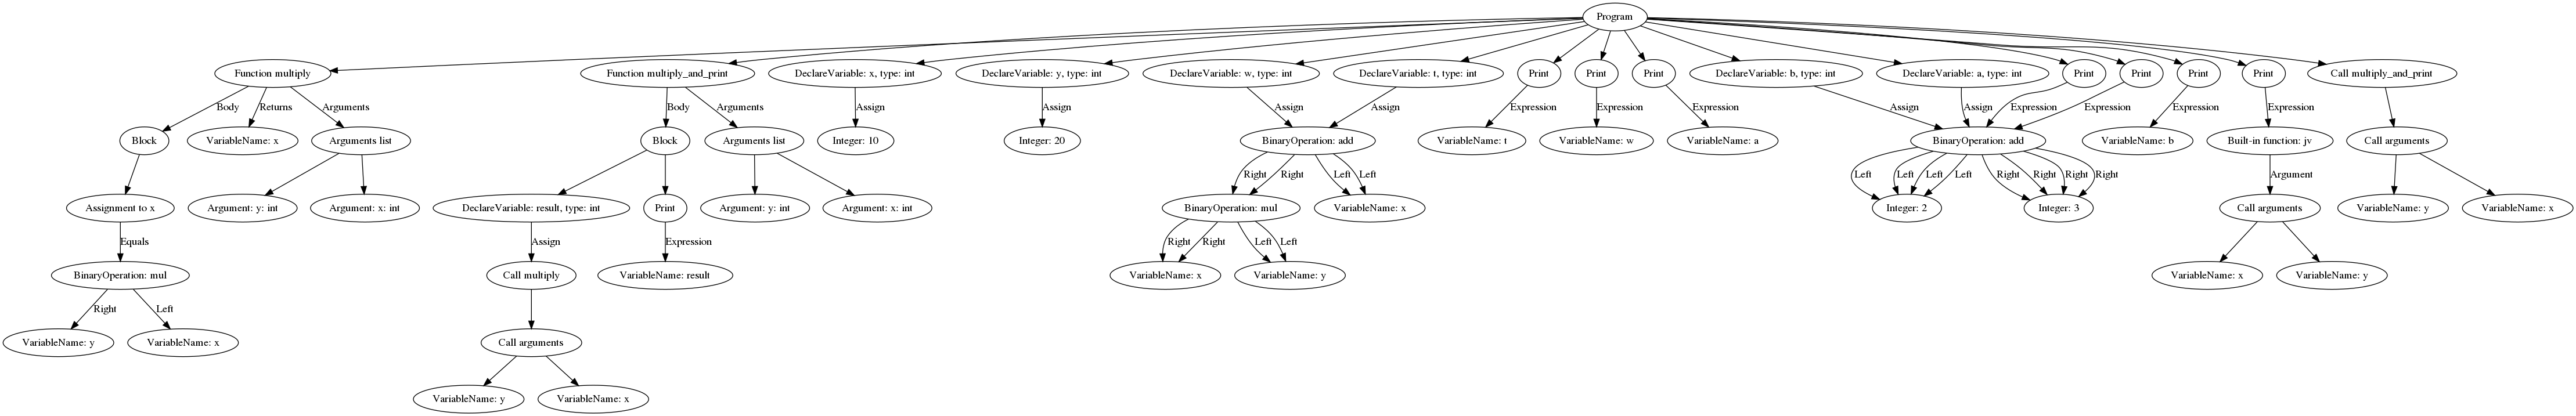 Program
Function multiply
Function multiply_and_print
DeclareVariable: x, type: int
DeclareVariable: y, type: int
DeclareVariable: w, type: int
DeclareVariable: t, type: int
Print
Print
Print
DeclareVariable: b, type: int
DeclareVariable: a, type: int
Print
Print
Print
Print
Call multiply_and_print
Body
Returns
Arguments
Body
Arguments
Assign
Assign
Assign
Assign
Expression
Expression
Expression
Assign
Assign
Expression
Expression
Expression
Expression
Block
VariableName: x
Arguments list
Block
Arguments list
Integer: 10
Integer: 20
BinaryOperation: add
VariableName: t
VariableName: w
VariableName: a
BinaryOperation: add
VariableName: b
Built-in function: jv
Call arguments
Right
Right
Left
Left
Left
Left
Left
Left
Right
Right
Right
Right
Argument
Assignment to x
Argument: y: int
Argument: x: int
DeclareVariable: result, type: int
Print
Argument: y: int
Argument: x: int
BinaryOperation: mul
VariableName: x
Integer: 2
Integer: 3
Call arguments
VariableName: y
VariableName: x
Equals
Assign
Expression
Right
Right
Left
Left
BinaryOperation: mul
Call multiply
VariableName: result
VariableName: x
VariableName: y
VariableName: x
VariableName: y
Right
Left
VariableName: y
VariableName: x
Call arguments
VariableName: y
VariableName: x